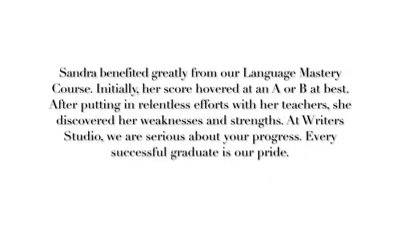 Sandra benefited greatly from our Language Mastery
Course. Initially, her score hovered at an A or B at best.
After putting in relentless efforts with her teachers, she
discovered her weaknesses and strengths. At Writers
Studio, we are serious about your progress. Every
successful graduate is our pride.